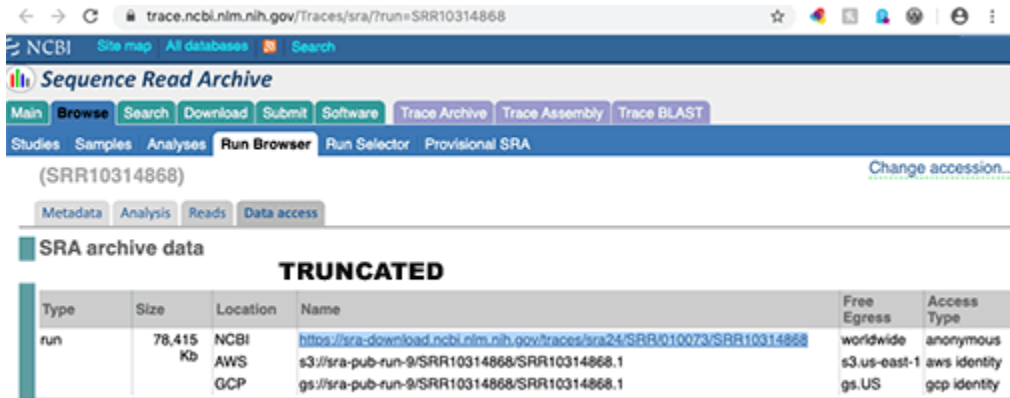 trace.ncbi.nlm.nih.gov/Traces/sra/?run=SRR10314868
NCBI Site map All databases Search
Sequence Read Archive
Main Browse Search Download Submit Software Trace Archive Trace Assembly Trace BLAST
Studies Samples Analyses Run Browser Run Selector Provisional SRA
(SRR10314868) Change accession...
Metadata Analysis Reads Data access
SRA archive data
TRUNCATED
Type Size Location Name Free Egress Access Type
run 78,415 Kb NCBI https://sra-download.ncbi.nlm.nih.gov/traces/sra24/SRR/010073/SRR10314868 worldwide anonymous
AWS s3://sra-pub-run-9/SRR10314868/SRR10314868.1 s3.us-east-1 aws identity
GCP gs://sra-pub-run-9/SRR10314868/SRR10314868.1 gs.US gcp identity